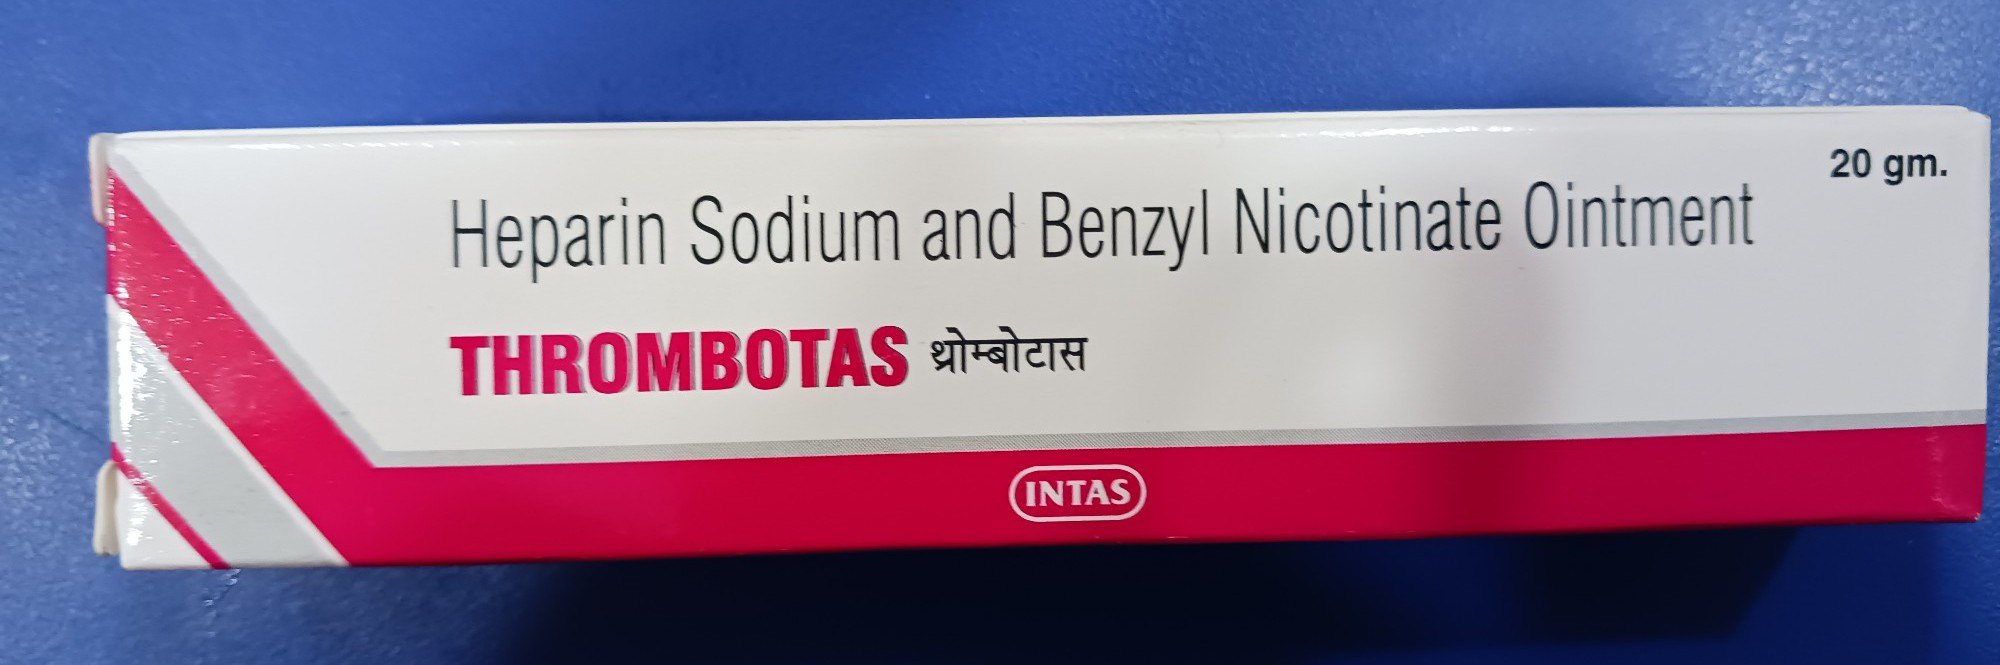 20 gm.
Heparin Sodium and Benzyl Nicotinate Ointment
THROMBOTAS थ्रोम्बोटास
INTAS